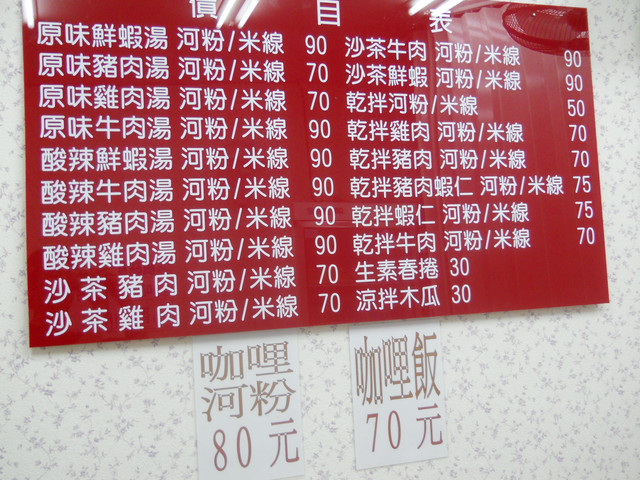 價目表
原味鮮蝦湯 河粉/米線 90
原味豬肉湯 河粉/米線 70
原味雞肉湯 河粉/米線 70
原味牛肉湯 河粉/米線 90
酸辣鮮蝦湯 河粉/米線 90
酸辣牛肉湯 河粉/米線 90
酸辣豬肉湯 河粉/米線 90
酸辣雞肉湯 河粉/米線 90
沙茶豬肉 河粉/米線 70
沙茶雞肉 河粉/米線 70
沙茶牛肉 河粉/米線 90
沙茶鮮蝦 河粉/米線 90
乾拌河粉/米線 50
乾拌雞肉 河粉/米線 70
乾拌豬肉 河粉/米線 70
乾拌豬肉蝦仁 河粉/米線 75
乾拌蝦仁 河粉/米線 75
乾拌牛肉 河粉/米線 70
生素春捲 30
涼拌木瓜 30
咖哩
河粉
80元
咖哩飯
70元